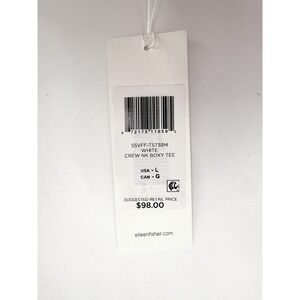 S5VFF-T5738M
WHITE
CREW NK BOXY TEE
USA - L
CAN - G
SUGGESTED RETAIL PRICE
$98.00
eileenfisher.com